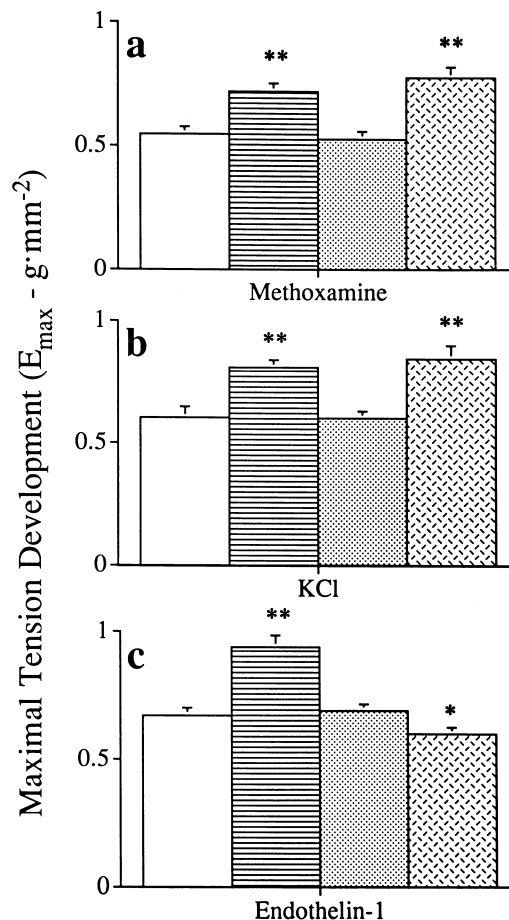 Maximal Tension Development (Emax - g·mm-2)
a
1
0.5
0
**
**
Methoxamine
b
1
0.5
0
**
**
KCl
c
1
0.5
0
**
*
Endothelin-1